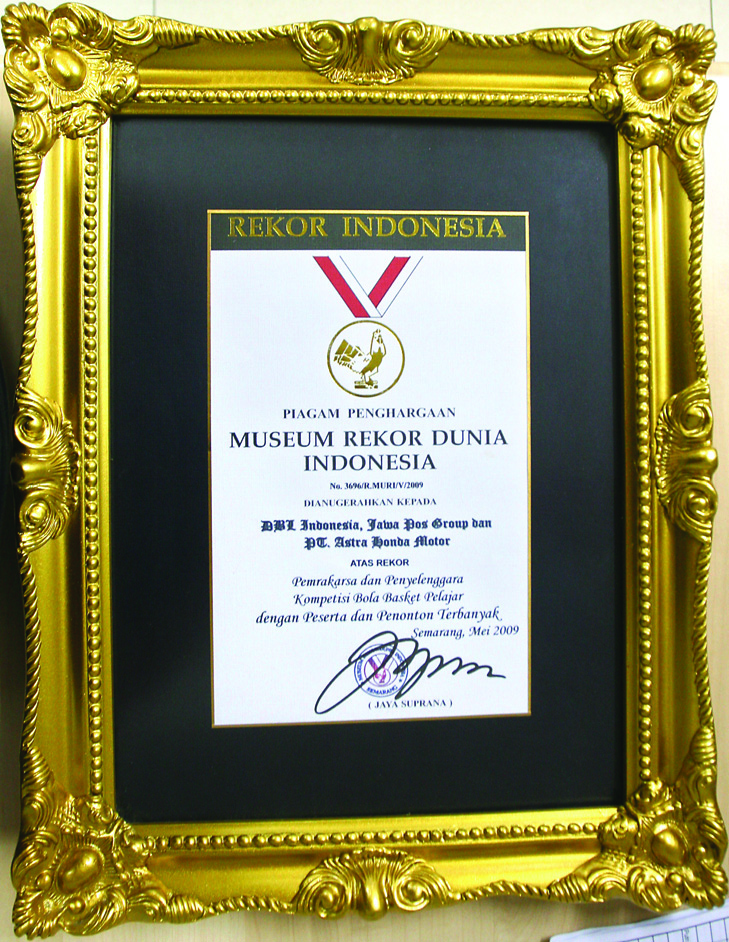 REKOR INDONESIA
PIAGAM PENGHARGAAN
MUSEUM REKOR DUNIA
INDONESIA
No. 3696/R.MURI/V/2009
DIANUGERAHKAN KEPADA
DBL Indonesia, Jawa Pos Group dan
PT. Astra Honda Motor
ATAS REKOR
Pemrakarsa dan Penyelenggara
Kompetisi Bola Basket Pelajar
dengan Peserta dan Penonton Terbanyak
Semarang, Mei 2009
SEMARANG
( JAYA SUPRANA )